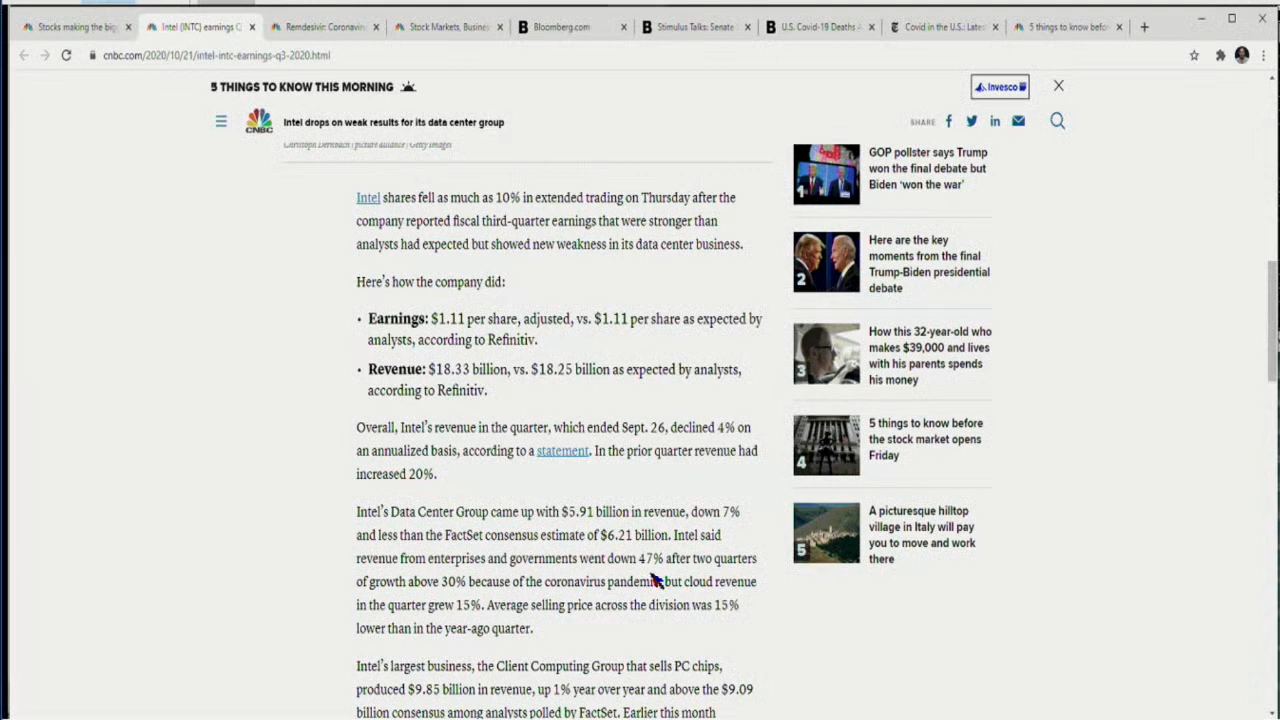 Stocks making the big
Intel (INTC) earnings Q
Remdesivir: Coronavir
Stock Markets, Busines
Bloomberg.com
Stimulus Talks: Senate
U.S. Covid-19 Deaths A
Covid in the U.S.: Lates
5 things to know befor
cnbc.com/2020/10/21/intel-intc-earnings-q3-2020.html
5 THINGS TO KNOW THIS MORNING
Invesco
CNBC
Intel drops on weak results for its data center group
SHARE
Christoph Dernbach | picture alliance | Getty Images
Intel shares fell as much as 10% in extended trading on Thursday after the
company reported fiscal third-quarter earnings that were stronger than
analysts had expected but showed new weakness in its data center business.
Here's how the company did:
• Earnings: $1.11 per share, adjusted, vs. $1.11 per share as expected by
analysts, according to Refinitiv.
• Revenue: $18.33 billion, vs. $18.25 billion as expected by analysts,
according to Refinitiv.
Overall, Intel's revenue in the quarter, which ended Sept. 26, declined 4% on
an annualized basis, according to a statement. In the prior quarter revenue had
increased 20%.
Intel's Data Center Group came up with $5.91 billion in revenue, down 7%
and less than the FactSet consensus estimate of $6.21 billion. Intel said
revenue from enterprises and governments went down 47% after two quarters
of growth above 30% because of the coronavirus pandemic but cloud revenue
in the quarter grew 15%. Average selling price across the division was 15%
lower than in the year-ago quarter.
Intel's largest business, the Client Computing Group that sells PC chips,
produced $9.85 billion in revenue, up 1% year over year and above the $9.09
billion consensus among analysts polled by FactSet. Earlier this month
1
GOP pollster says Trump
won the final debate but
Biden 'won the war'
2
Here are the key
moments from the final
Trump-Biden presidential
debate
3
How this 32-year-old who
makes $39,000 and lives
with his parents spends
his money
4
5 things to know before
the stock market opens
Friday
5
A picturesque hilltop
village in Italy will pay
you to move and work
there